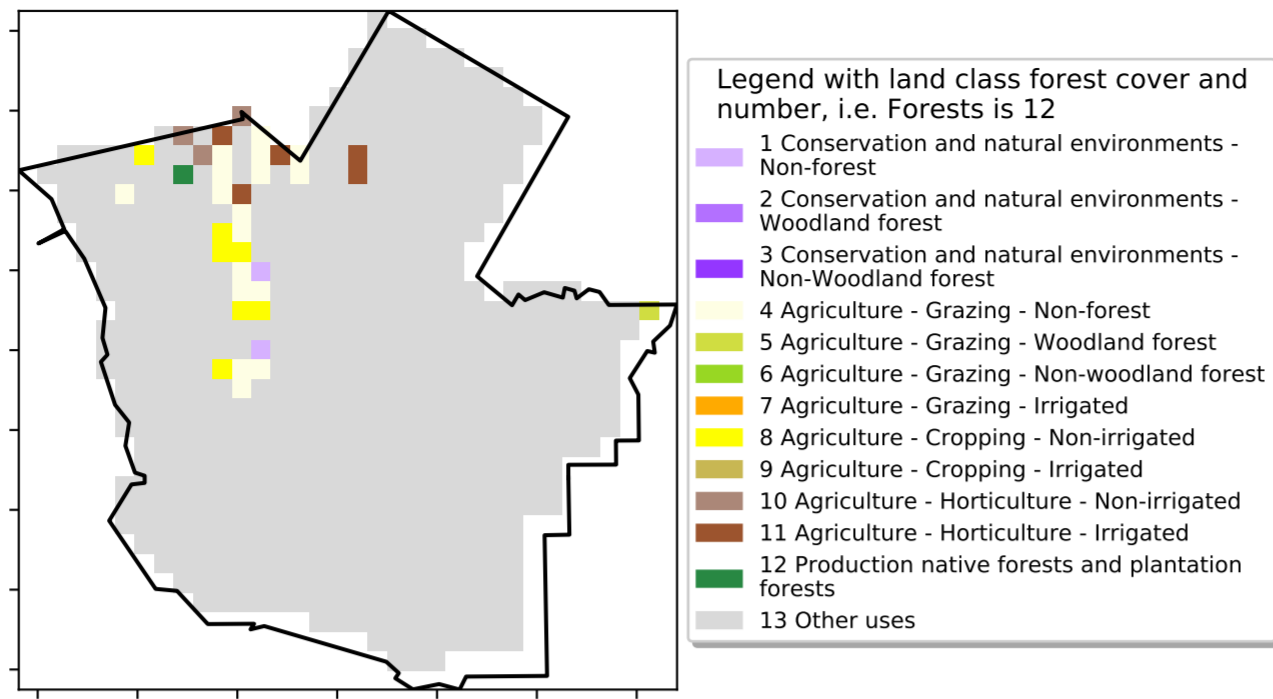 Legend with land class forest cover and
number, i.e. Forests is 12
1 Conservation and natural environments -
Non-forest
2 Conservation and natural environments -
Woodland forest
3 Conservation and natural environments -
Non-Woodland forest
4 Agriculture - Grazing - Non-forest
5 Agriculture - Grazing - Woodland forest
6 Agriculture - Grazing - Non-woodland forest
7 Agriculture - Grazing - Irrigated
8 Agriculture - Cropping - Non-irrigated
9 Agriculture - Cropping - Irrigated
10 Agriculture - Horticulture - Non-irrigated
11 Agriculture - Horticulture - Irrigated
12 Production native forests and plantation
forests
13 Other uses